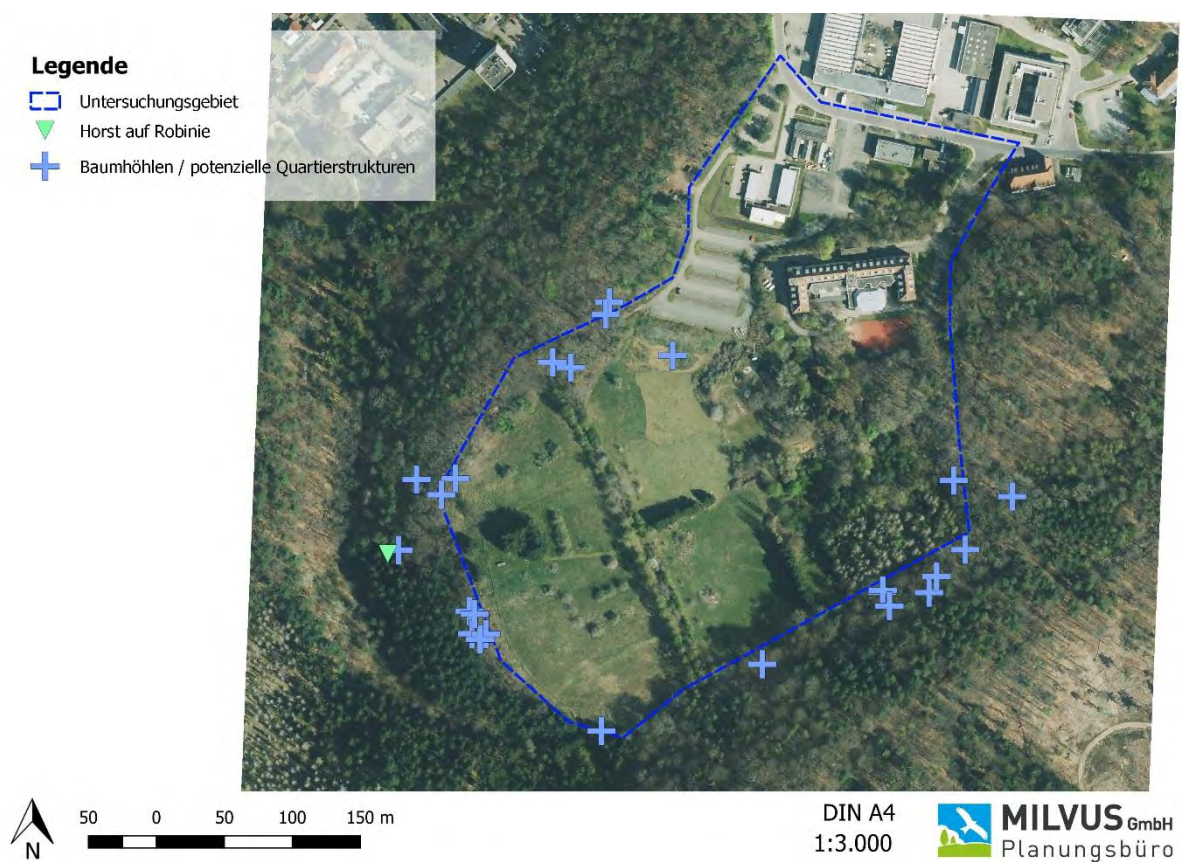 Legende
Untersuchungsgebiet
Horst auf Robinie
Baumhöhlen / potenzielle Quartierstrukturen
50 0 50 100 150 m
N
DIN A4
1:3.000
MILVUS GmbH
Planungsbüro